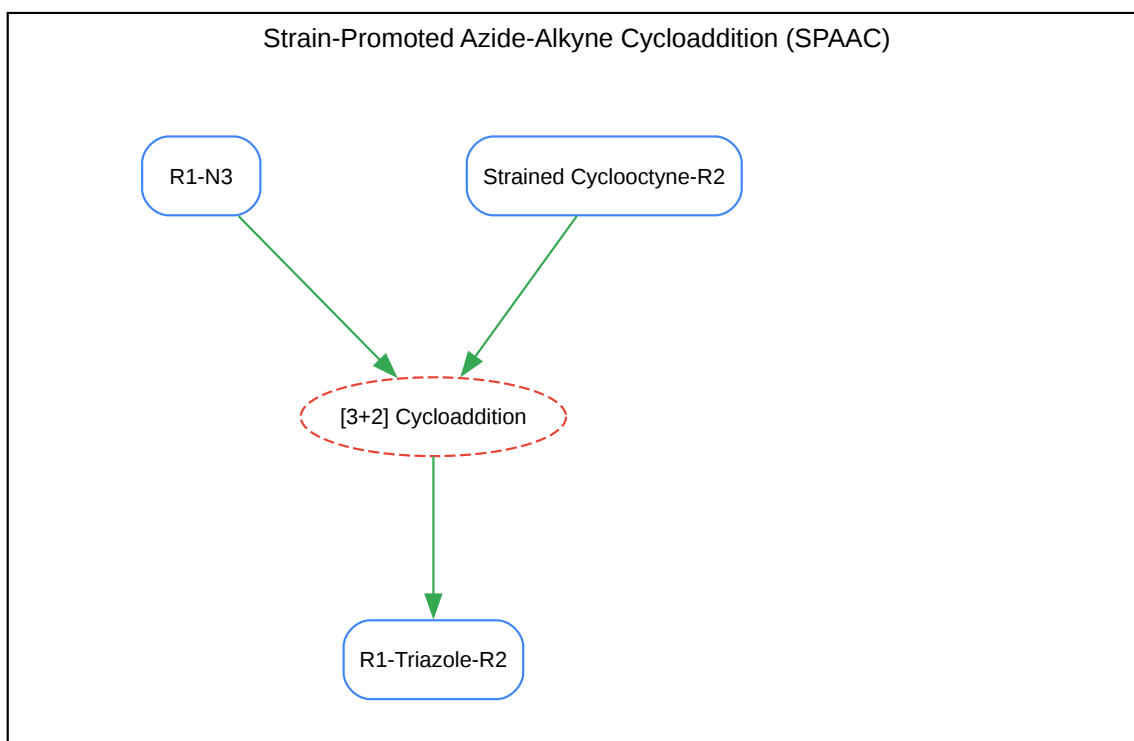 Strain-Promoted Azide-Alkyne Cycloaddition (SPAAC)
R1-N3
Strained Cyclooctyne-R2
[3+2] Cycloaddition
R1-Triazole-R2